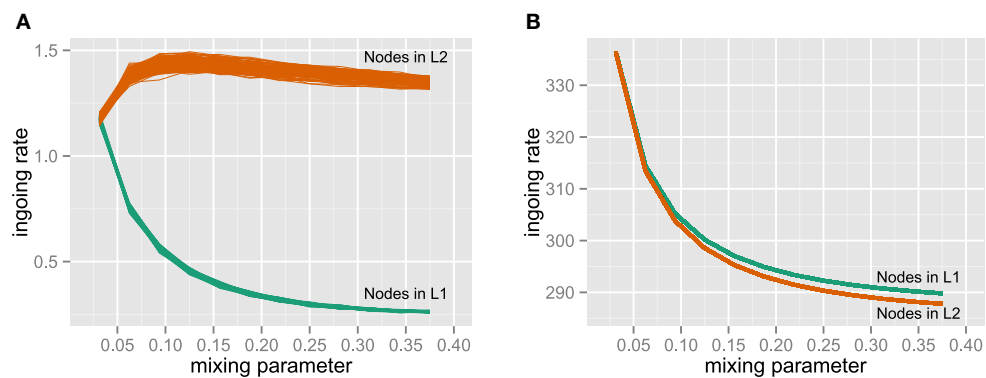 A
ingoing rate
1.5
1.0
0.5
Nodes in L2
Nodes in L1
0.05 0.10 0.15 0.20 0.25 0.30 0.35 0.40
mixing parameter
B
ingoing rate
330
320
310
300
290
Nodes in L1
Nodes in L2
0.05 0.10 0.15 0.20 0.25 0.30 0.35 0.40
mixing parameter